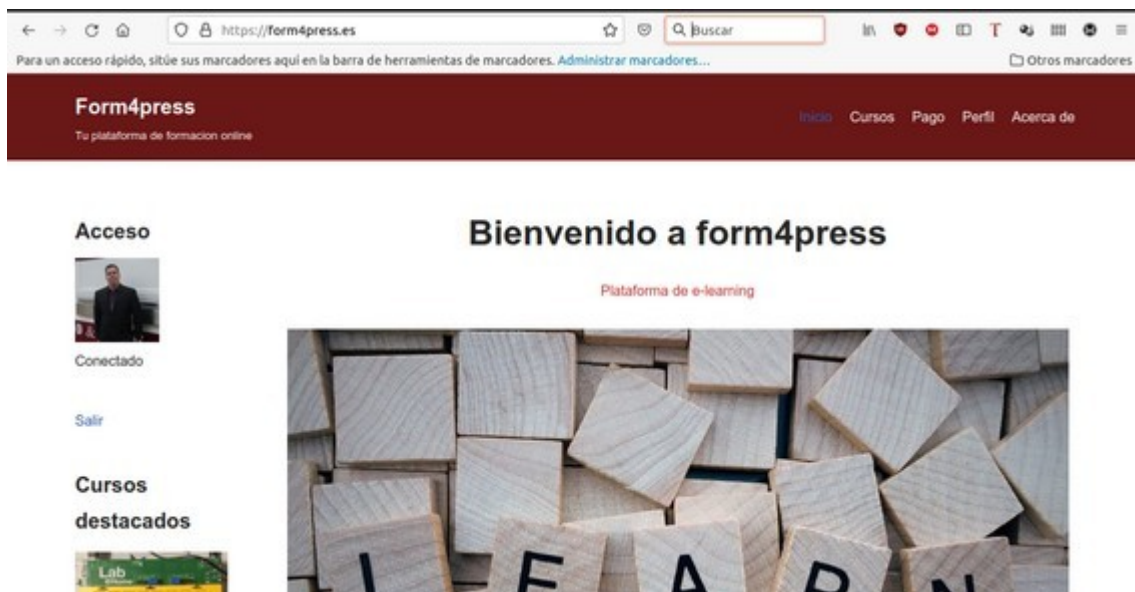 https://form4press.es
Buscar
Para un acceso rápido, sitúe sus marcadores aquí en la barra de herramientas de marcadores. Administrar marcadores...
Otros marcadores
Form4press
Tu plataforma de formacion online
Inicio Cursos Pago Perfil Acerca de
Acceso
Conectado
Salir
Cursos
destacados
Lab
Bienvenido a form4press
Plataforma de e-learning
LEARN